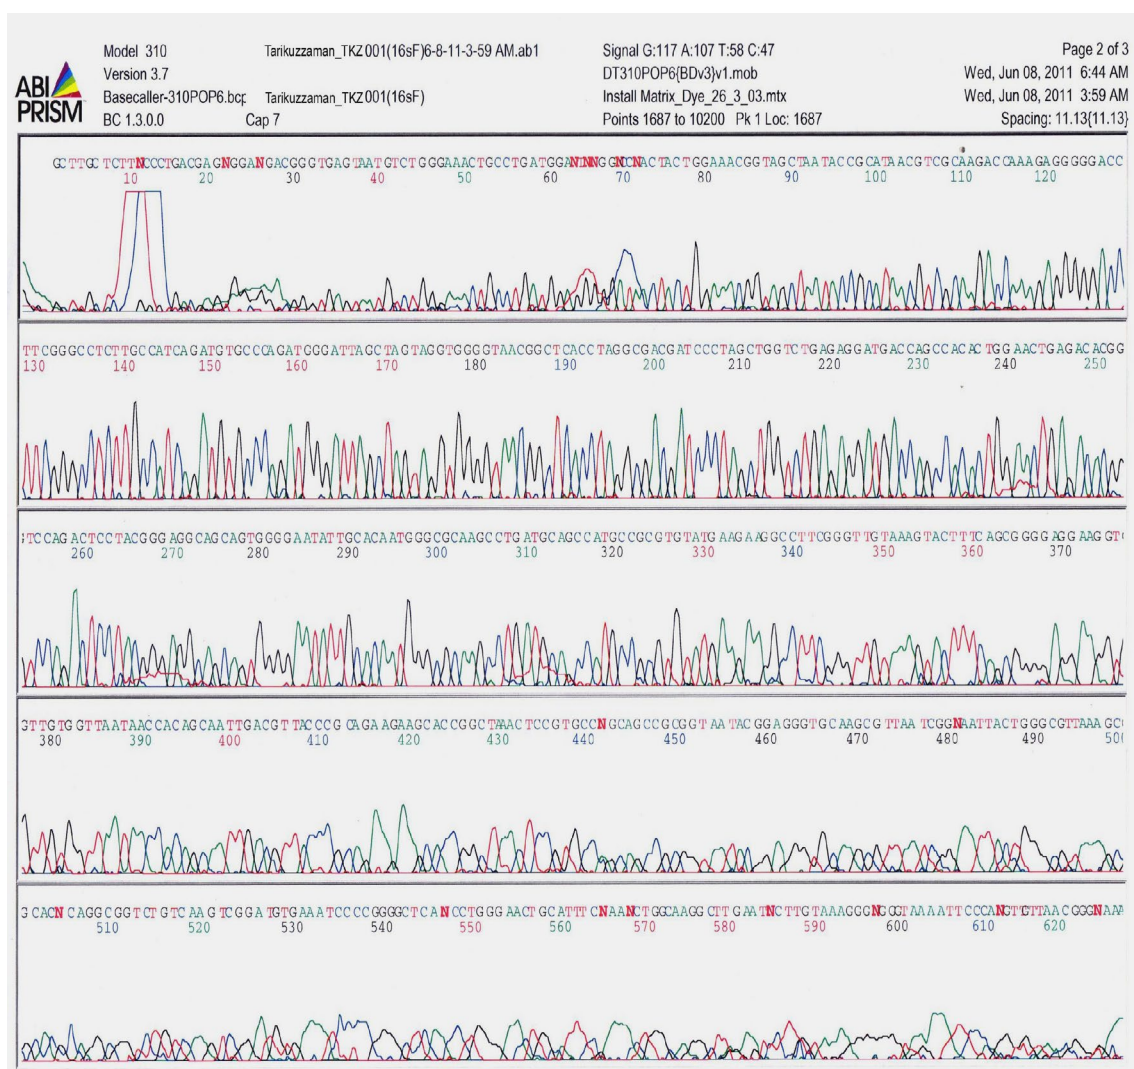 ABI PRISM
Model 310
Version 3.7
Basecaller-310POP6.bcp
BC 1.3.0.0 Cap 7
Tarikuzzaman_TKZ001(16sF)6-8-11-3-59 AM.ab1
Tarikuzzaman_TKZ001(16sF)
Signal G:117 A:107 T:58 C:47
DT310POP6{BDv3}v1.mob
Install Matrix_Dye_26_3_03.mtx
Points 1687 to 10200 Pk 1 Loc: 1687
Page 2 of 3
Wed, Jun 08, 2011 6:44 AM
Wed, Jun 08, 2011 3:59 AM
Spacing: 11.13{11.13}
GCTTGCTCTTNCCCTGACGAGNGGANGACGGGTGAGTAATGTCTGGGAAACTGCCTGATGGANTNNGGNCNACTACTGGAAACGGTAGCTAATACCGCATAACGTCGCAAGACCAAAGAGGGGGACC
10 20 30 40 50 60 70 80 90 100 110 120
TTCGGGCCTCTTGCCATCAGATGTGCCCAGATGGGATTAGCTAGTAGGTGGGGTAACGGCTCACCTAGGCGACGATCCCTAGCTGGTCTGAGAGGATGACCAGCCACACTGGAACTGAGACACGG
130 140 150 160 170 180 190 200 210 220 230 240 250
TCCAGACTCCTACGGGAGGCAGCAGTGGGGAATATTGCACAATGGGCGCAAGCCTGATGCAGCCATGCCGCGTGTATGAAGAAGGCCTTCGGGTTGTAAAGTACTTTCAGCGGGGAGGAAGGT
260 270 280 290 300 310 320 330 340 350 360 370
GTTGTGGTTAATAACCACAGCAATTGACGTTACCCGCAGAAGAAGCACCGGCTAAACTCCGTGCCNGCAGCCGCGGTAATACGGAGGGTGCAAGCGTTAATCGGNAATTACTGGGCGTTAAAGC
380 390 400 410 420 430 440 450 460 470 480 490 500
GCACNCAGGCGGTCTGTCAAGTCGGATGTGAAATCCCCGGGGCTCANCCTGGGAACTGCATTTCNAANCTGGCAAGGCTTGAATNCTTGTAAAGGGNGGGTAAAATTCCCANGTGTTAACGGGNAAA
510 520 530 540 550 560 570 580 590 600 610 620